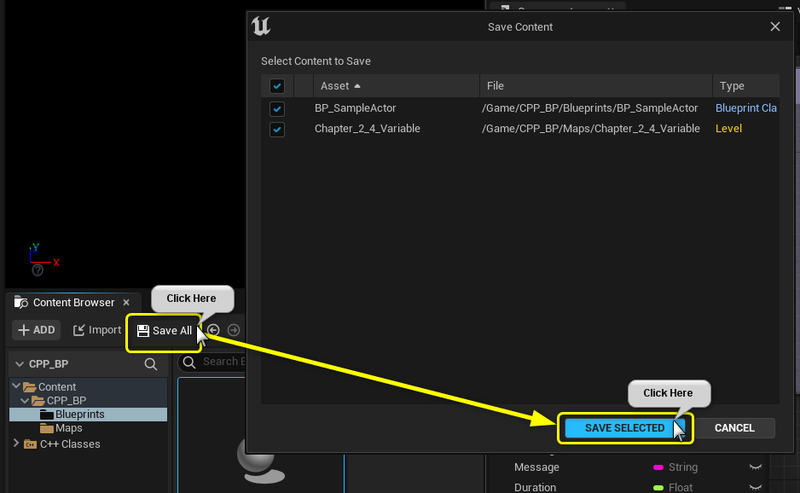 Save Content
Select Content to Save
Asset File Type
BP_SampleActor /Game/CPP_BP/Blueprints/BP_SampleActor Blueprint Cla
Chapter_2_4_Variable /Game/CPP_BP/Maps/Chapter_2_4_Variable Level
Y
X
Content Browser
Click Here
ADD Import Save All
CPP_BP
Search
Content
CPP_BP
Blueprints
Maps
C++ Classes
Click Here
SAVE SELECTED CANCEL
Message String
Duration Float